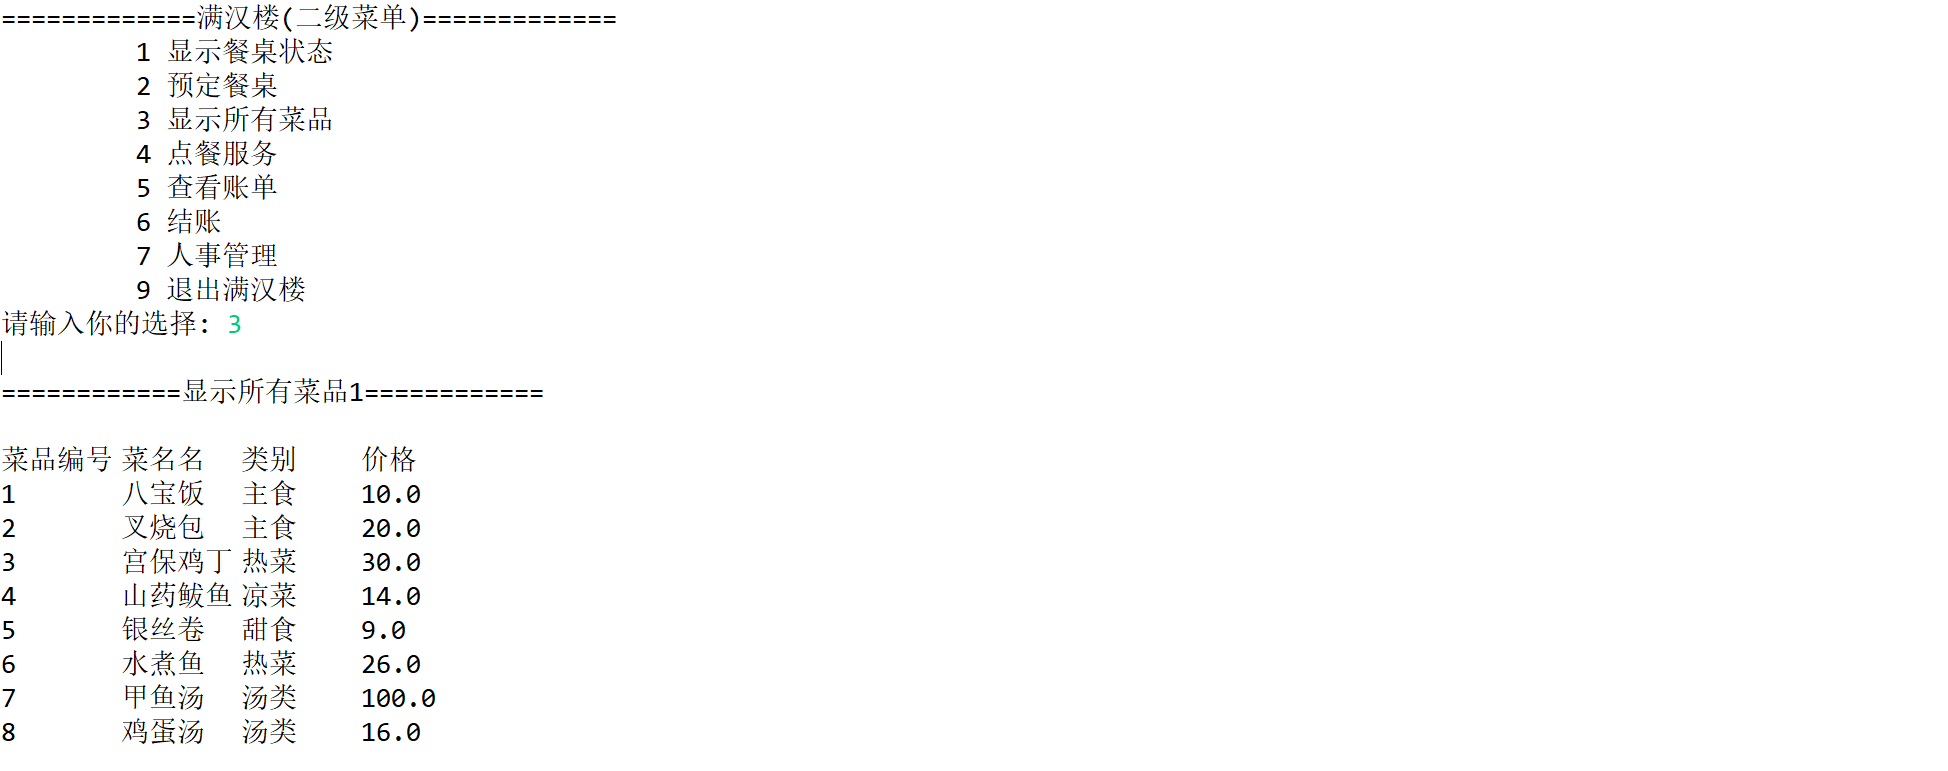 =============满汉楼(二级菜单)=============
1 显示餐桌状态
2 预定餐桌
3 显示所有菜品
4 点餐服务
5 查看账单
6 结账
7 人事管理
9 退出满汉楼
请输入你的选择: 3
============显示所有菜品1============
菜品编号 菜名名 类别 价格
1 八宝饭 主食 10.0
2 叉烧包 主食 20.0
3 宫保鸡丁 热菜 30.0
4 山药鲅鱼 凉菜 14.0
5 银丝卷 甜食 9.0
6 水煮鱼 热菜 26.0
7 甲鱼汤 汤类 100.0
8 鸡蛋汤 汤类 16.0